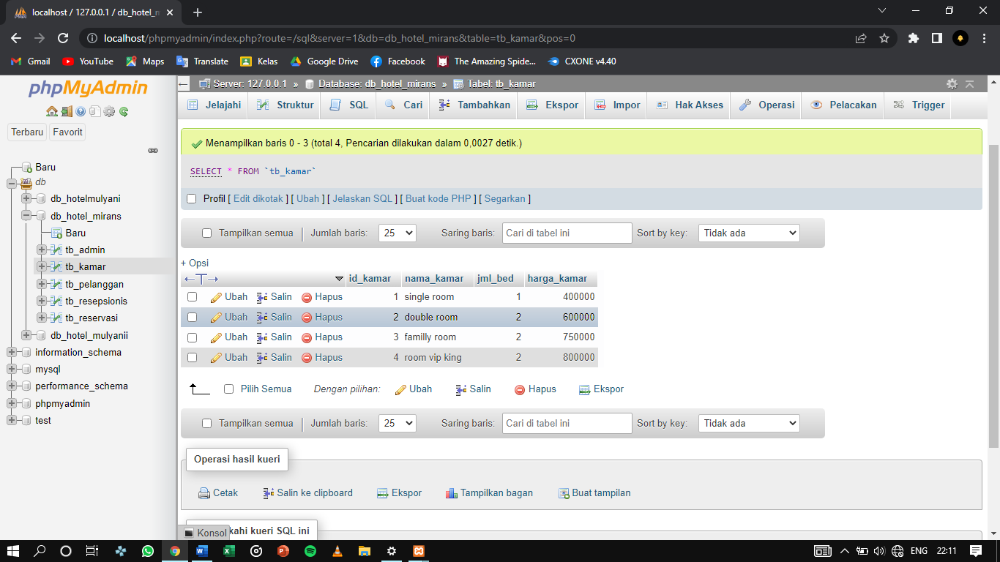 localhost / 127.0.0.1 / db_hotel_m
localhost/phpmyadmin/index.php?route=/sql&server=1&db=db_hotel_mirans&table=tb_kamar&pos=0
Gmail YouTube Maps Translate Kelas Google Drive Facebook The Amazing Spide... CXONE v4.40
phpMyAdmin
Terbaru Favorit
Baru
db
db_hotelmulyani
db_hotel_mirans
Baru
tb_admin
tb_kamar
tb_pelanggan
tb_resepsionis
tb_reservasi
db_hotel_mulyanii
information_schema
mysql
performance_schema
phpmyadmin
test
Server: 127.0.0.1 » Database: db_hotel_mirans » Tabel: tb_kamar
Jelajahi Struktur SQL Cari Tambahkan Ekspor Impor Hak Akses Operasi Pelacakan Trigger
Menampilkan baris 0 - 3 (total 4, Pencarian dilakukan dalam 0,0027 detik.)
SELECT * FROM `tb_kamar`
Profil [ Edit dikotak ] [ Ubah ] [ Jelaskan SQL ] [ Buat kode PHP ] [ Segarkan ]
Tampilkan semua | Jumlah baris: 25 Saring baris: Cari di tabel ini Sort by key: Tidak ada
+ Opsi
←T→ id_kamar nama_kamar jml_bed harga_kamar
Ubah Salin Hapus 1 single room 1 400000
Ubah Salin Hapus 2 double room 2 600000
Ubah Salin Hapus 3 familly room 2 750000
Ubah Salin Hapus 4 room vip king 2 800000
Pilih Semua Dengan pilihan: Ubah Salin Hapus Ekspor
Tampilkan semua | Jumlah baris: 25 Saring baris: Cari di tabel ini Sort by key: Tidak ada
Operasi hasil kueri
Cetak Salin ke clipboard Ekspor Tampilkan bagan Buat tampilan
Konsol kahi kueri SQL ini
ENG 22:11